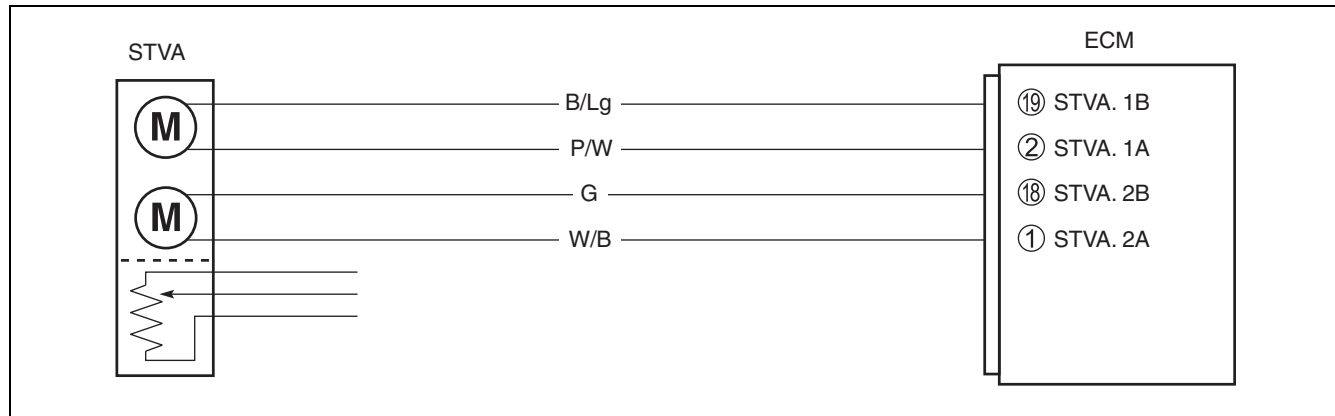 STVA
ECM
M
M
B/Lg
P/W
G
W/B
⑲ STVA. 1B
② STVA. 1A
⑱ STVA. 2B
① STVA. 2A